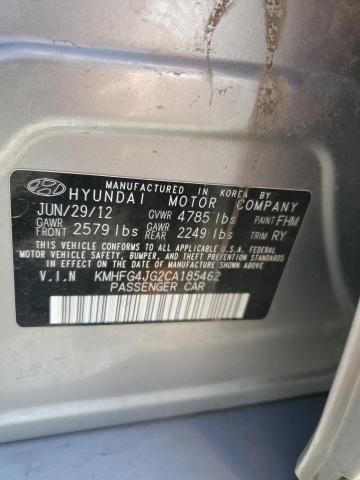 MANUFACTURED IN KOREA BY
HYUNDAI MOTOR COMPANY
JUN/29/12 GVWR 4785 lbs PAINT FHM
GAWR FRONT 2579 lbs GAWR REAR 2249 lbs TRIM RY
THIS VEHICLE CONFORMS TO ALL APPLICABLE U.S.A. FEDERAL
MOTOR VEHICLE SAFETY, BUMPER, AND THEFT PREVENTION
STANDARDS IN EFFECT ON THE DATE OF MANUFACTURE SHOWN ABOVE.
V.I.N KMHFG4JG2CA185462
PASSENGER CAR